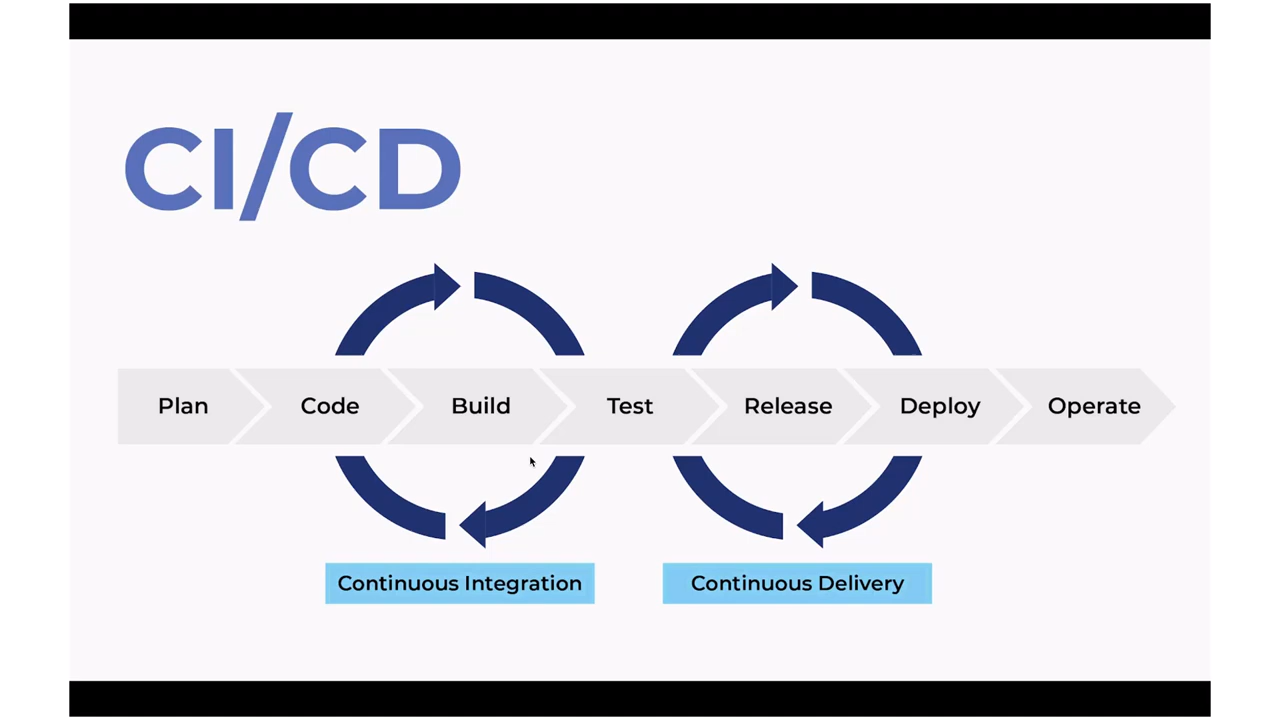 CI/CD
Plan Code Build Test Release Deploy Operate
Continuous Integration Continuous Delivery